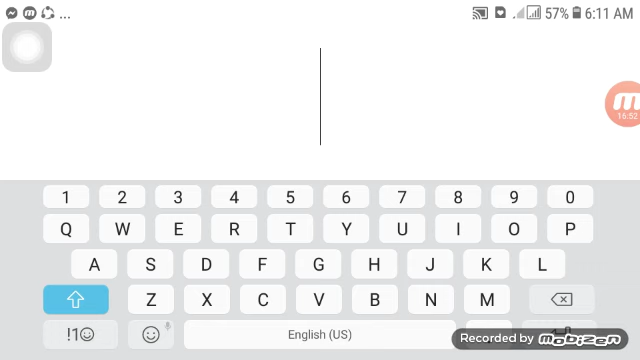 ... 57% 6:11 AM
m
16:52
1 2 3 4 5 6 7 8 9 0
Q W E R T Y U I O P
A S D F G H J K L
Z X C V B N M
!1☺ English (US)
Recorded by mobizen